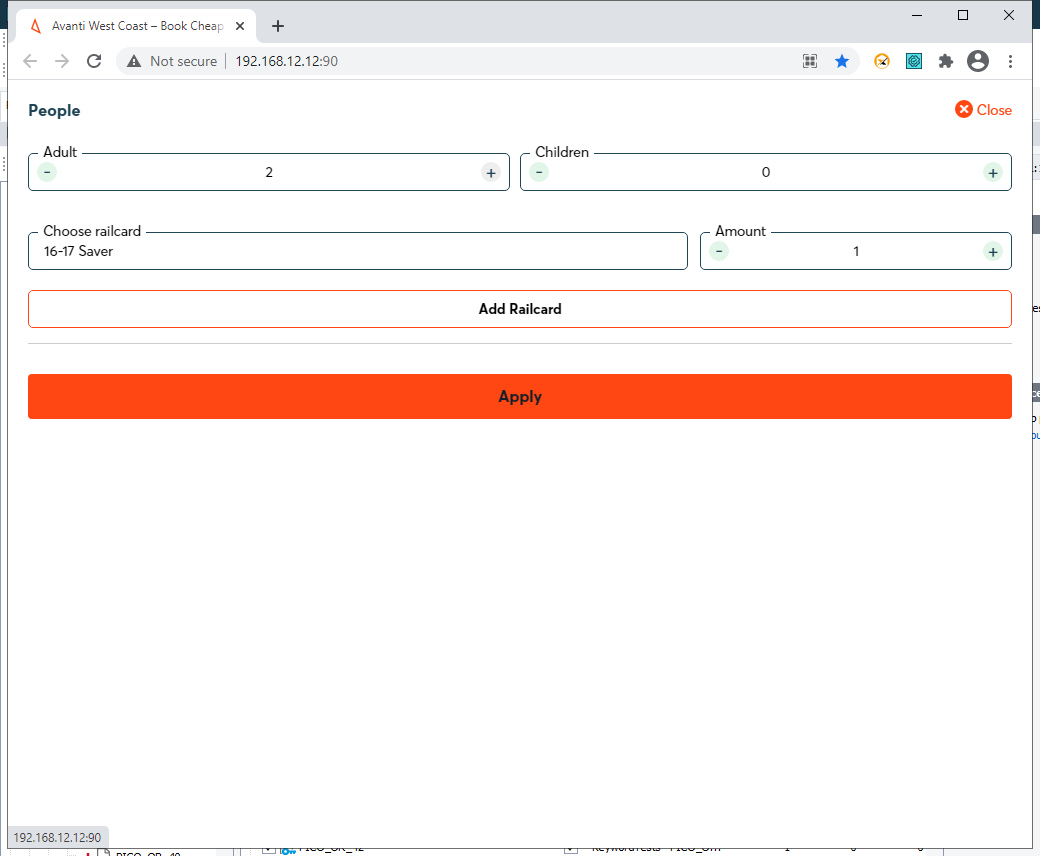 Avanti West Coast – Book Cheap
Not secure
192.168.12.12:90
People
Close
Adult
- 2 +
Children
- 0 +
Choose railcard
16-17 Saver
Amount
- 1 +
Add Railcard
Apply
192.168.12.12:90